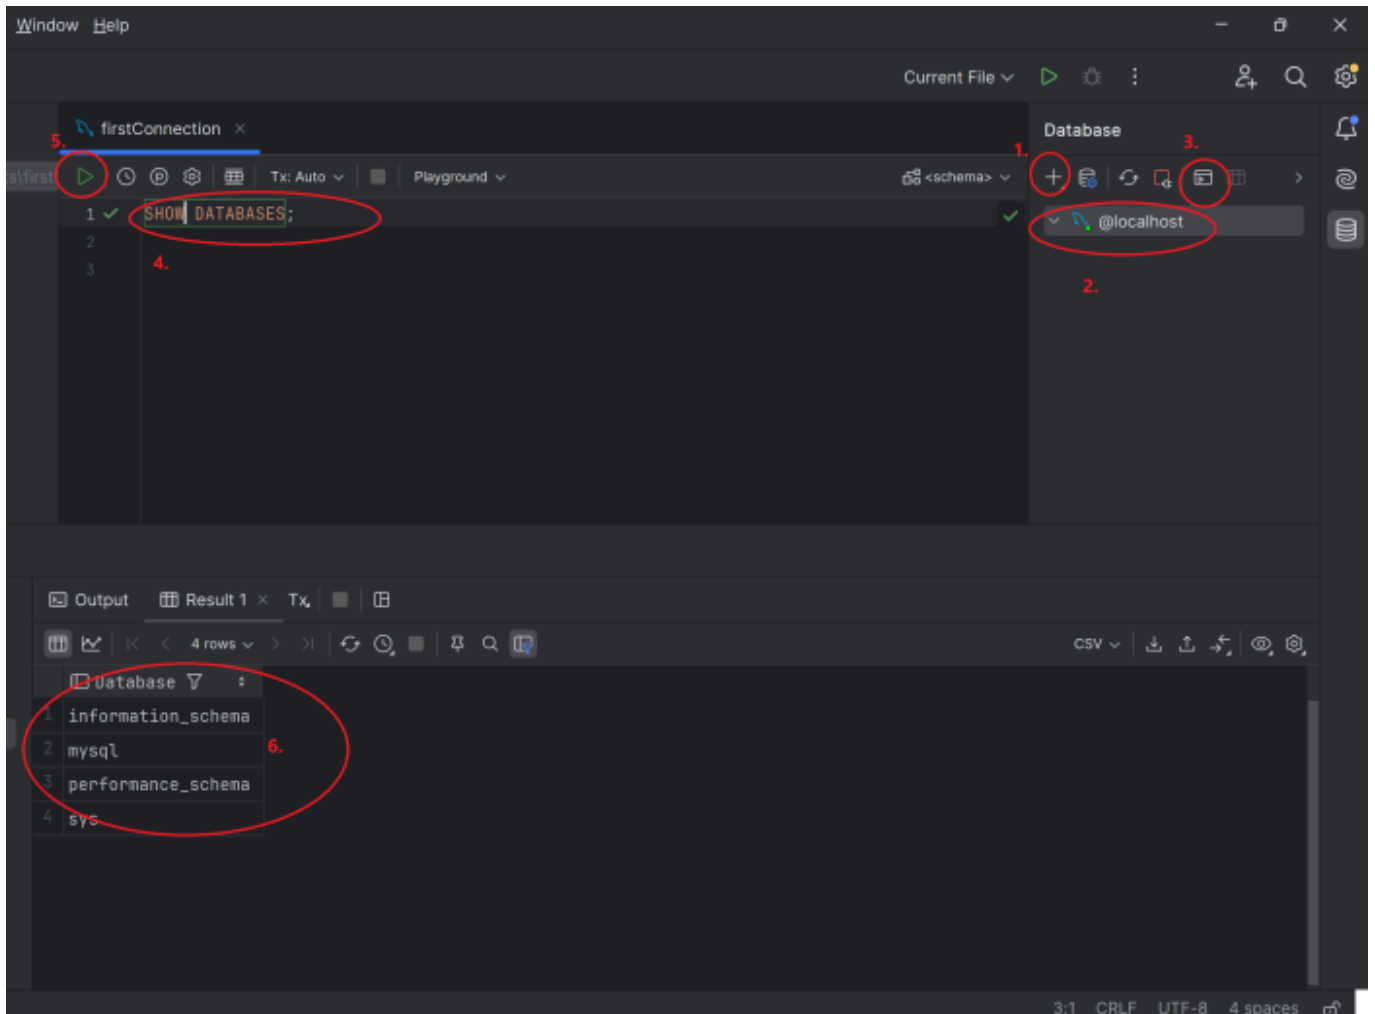 Window Help
Current File
firstConnection
Database
5.
1.
3.
s\first
Tx: Auto
Playground
<schema>
1 SHOW DATABASES;
@localhost
2
3
4.
2.
Output Result 1 Tx
4 rows
CSV
Database
1 information_schema
2 mysql
6.
3 performance_schema
4 sys
3:1 CRLF UTF-8 4 spaces